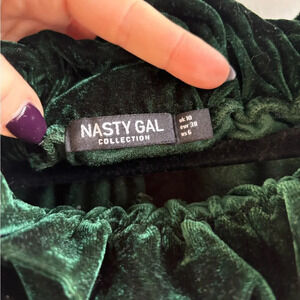 NASTY GAL
COLLECTION
uk 10
eur 38
us 6